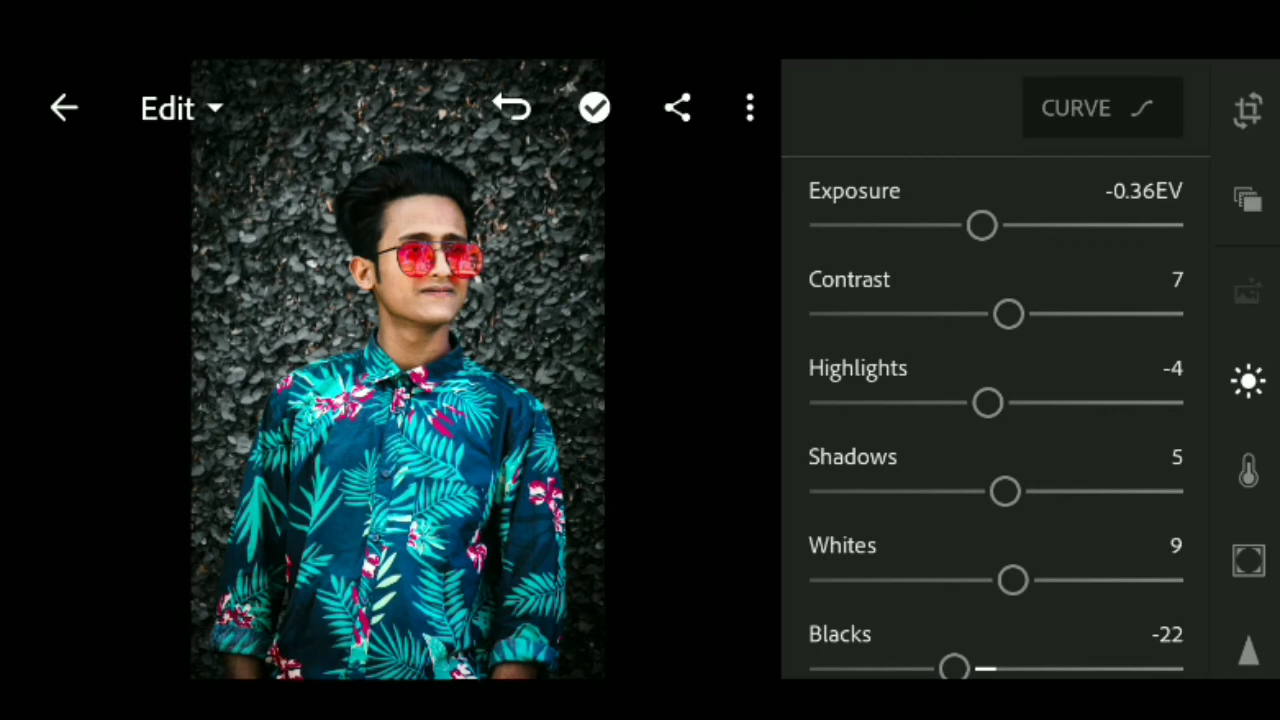 Edit
CURVE
Exposure -0.36EV
Contrast 7
Highlights -4
Shadows 5
Whites 9
Blacks -22